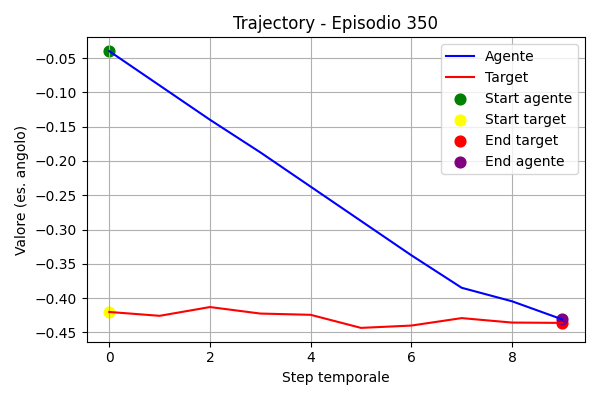 Trajectory - Episodio 350
Valore (es. angolo)
−0.05
−0.10
−0.15
−0.20
−0.25
−0.30
−0.35
−0.40
−0.45
Agente
Target
Start agente
Start target
End target
End agente
0
2
4
6
8
Step temporale